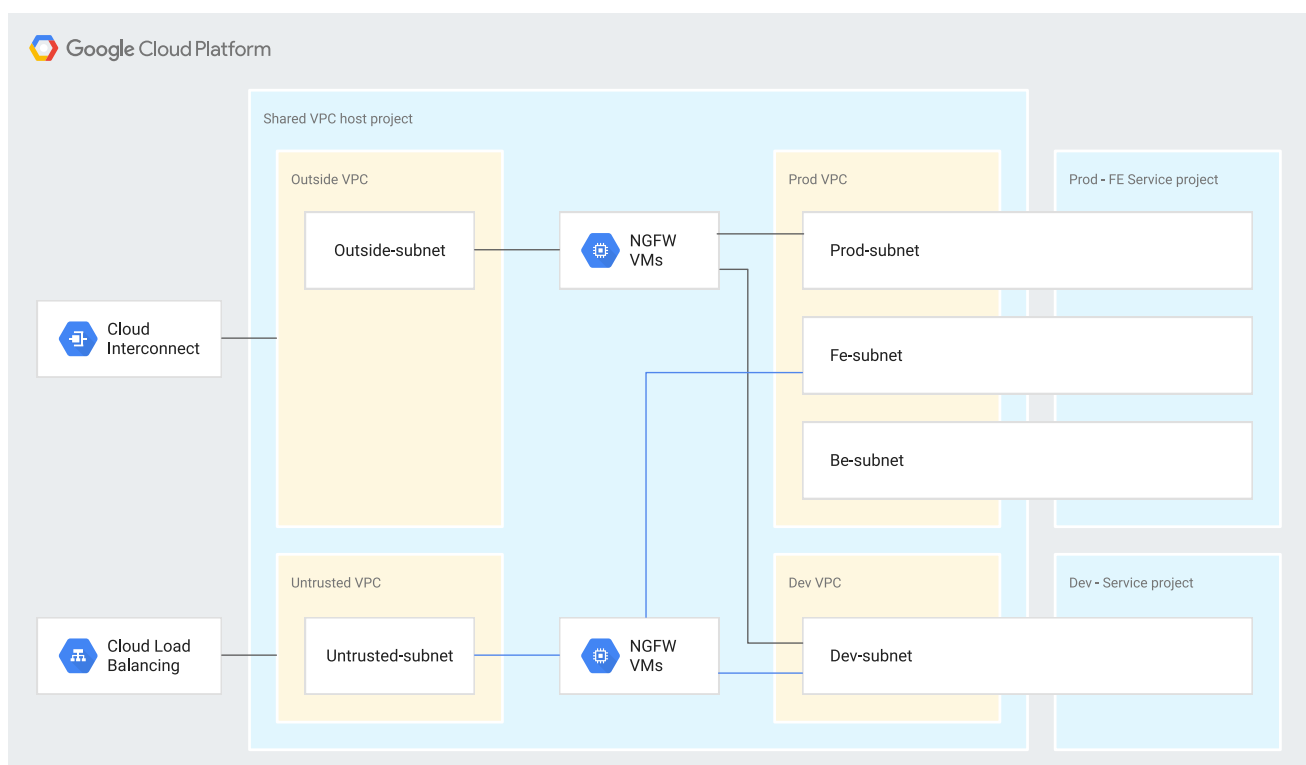 Google Cloud Platform
Shared VPC host project
Outside VPC
Prod VPC
Prod - FE Service project
Outside-subnet
NGFW
VMs
Prod-subnet
Cloud
Interconnect
Fe-subnet
Be-subnet
Untrusted VPC
Dev VPC
Dev - Service project
Cloud Load
Balancing
Untrusted-subnet
NGFW
VMs
Dev-subnet